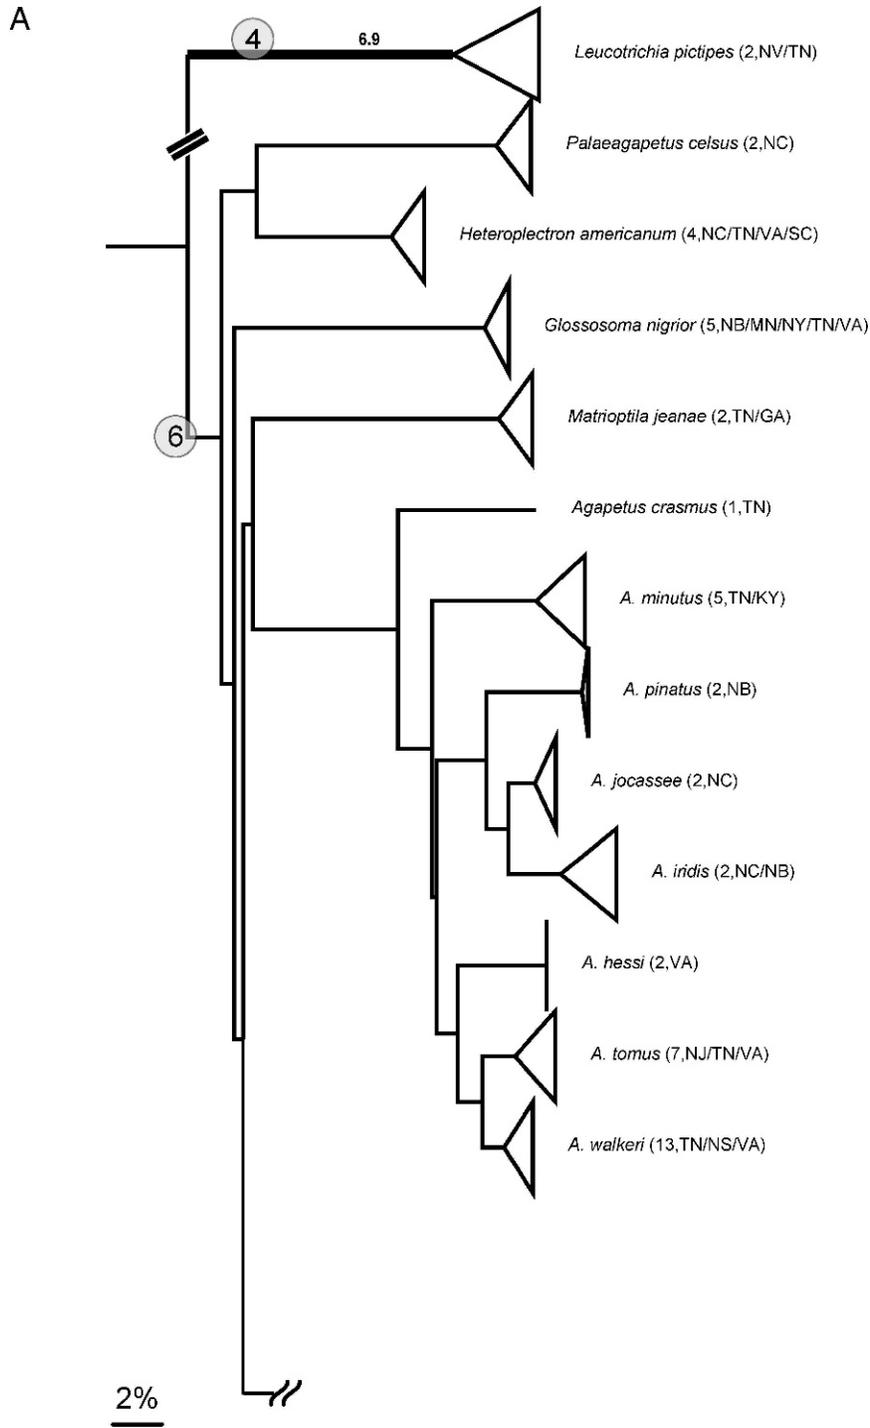 A
4
6.9
Leucotrichia pictipes (2,NV/TN)
Palaeagapetus celsus (2,NC)
Heteroplectron americanum (4,NC/TN/VA/SC)
Glossosoma nigrior (5,NB/MN/NY/TN/VA)
Matrioptila jeanae (2,TN/GA)
6
Agapetus crasmus (1,TN)
A. minutus (5,TN/KY)
A. pinatus (2,NB)
A. jocassee (2,NC)
A. iridis (2,NC/NB)
A. hessi (2,VA)
A. tomus (7,NJ/TN/VA)
A. walkeri (13,TN/NS/VA)
2%